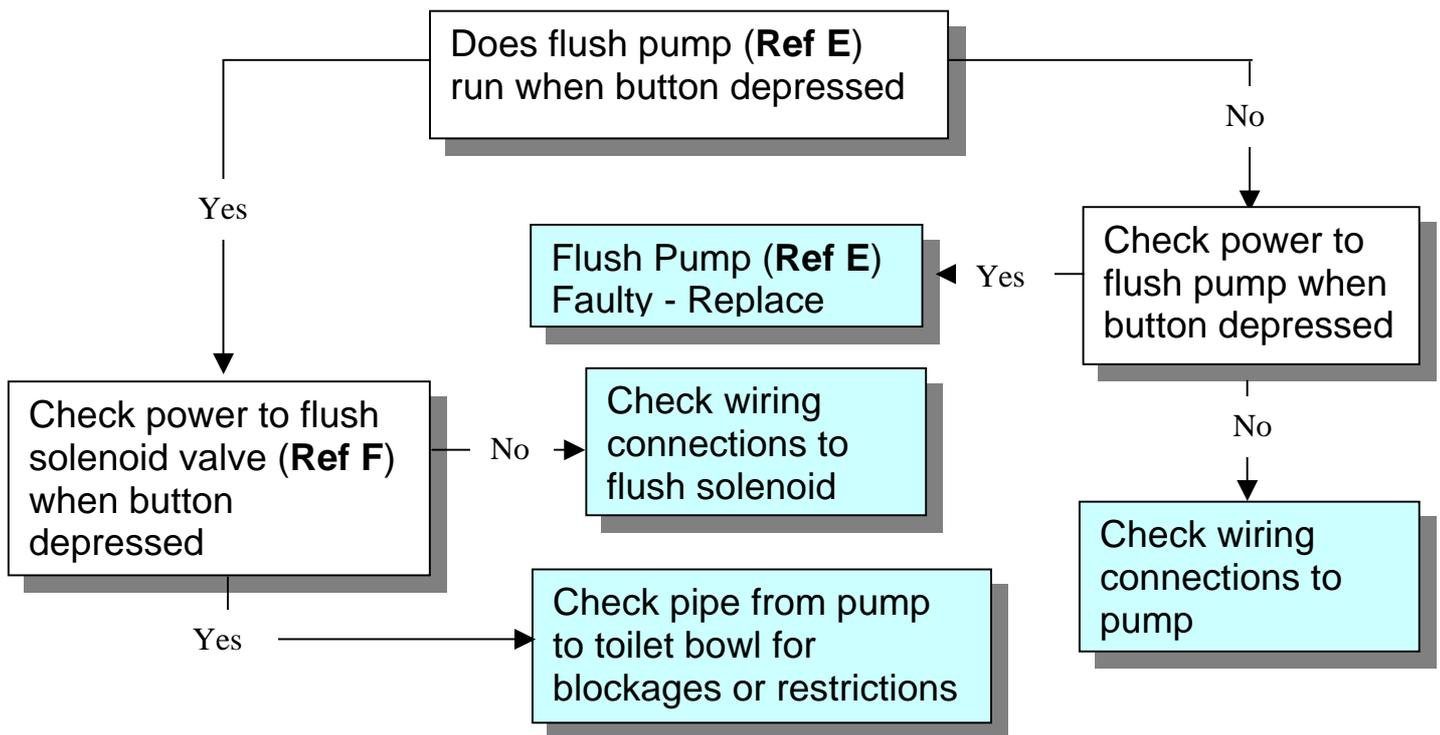 Does flush pump (Ref E)
run when button depressed
No
Yes
Flush Pump (Ref E)
Faulty - Replace
Yes
Check power to
flush pump when
button depressed
Check power to flush
solenoid valve (Ref F)
when button
depressed
No
Check wiring
connections to
flush solenoid
No
Check wiring
connections to
pump
Yes
Check pipe from pump
to toilet bowl for
blockages or restrictions